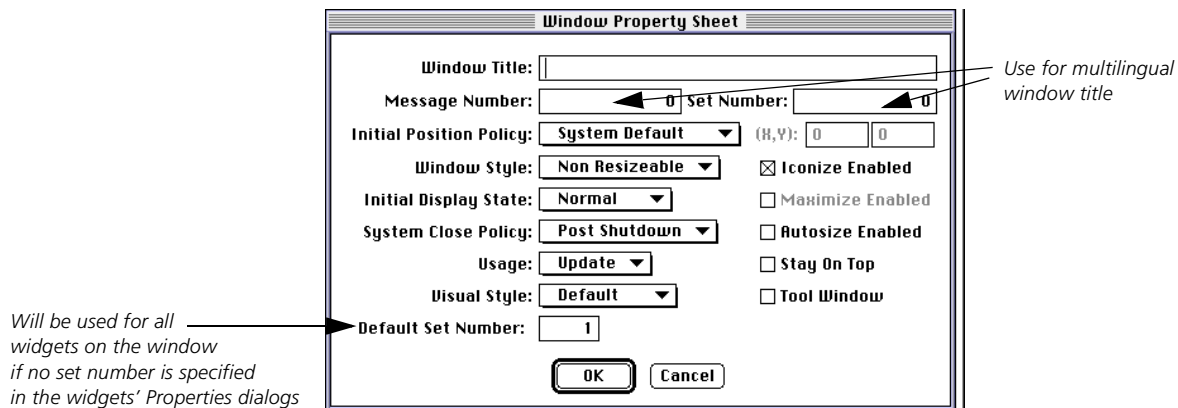 Window Property Sheet
Window Title:
Message Number: 0 Set Number: 0
Use for multilingual
window title
Initial Position Policy: System Default (X,Y): 0 0
Window Style: Non Resizeable Iconize Enabled
Initial Display State: Normal Maximize Enabled
System Close Policy: Post Shutdown Autosize Enabled
Usage: Update Stay On Top
Visual Style: Default Tool Window
Default Set Number: 1
Will be used for all
widgets on the window
if no set number is specified
in the widgets’ Properties dialogs
OK Cancel